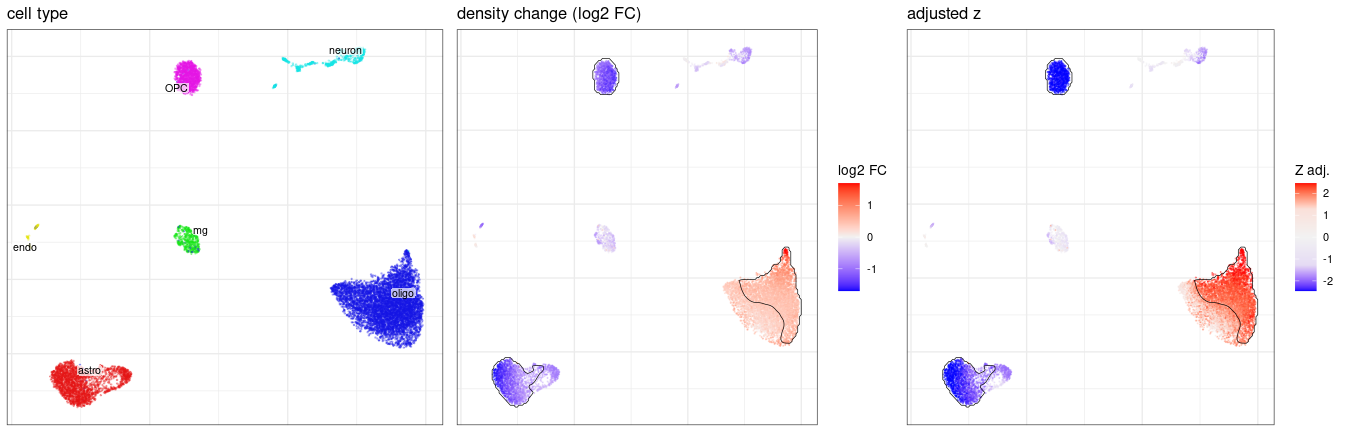 cell type
neuron
OPC
mg
endo
oligo
astro
density change (log2 FC)
log2 FC
1
0
-1
adjusted z
Z adj.
2
1
0
-1
-2